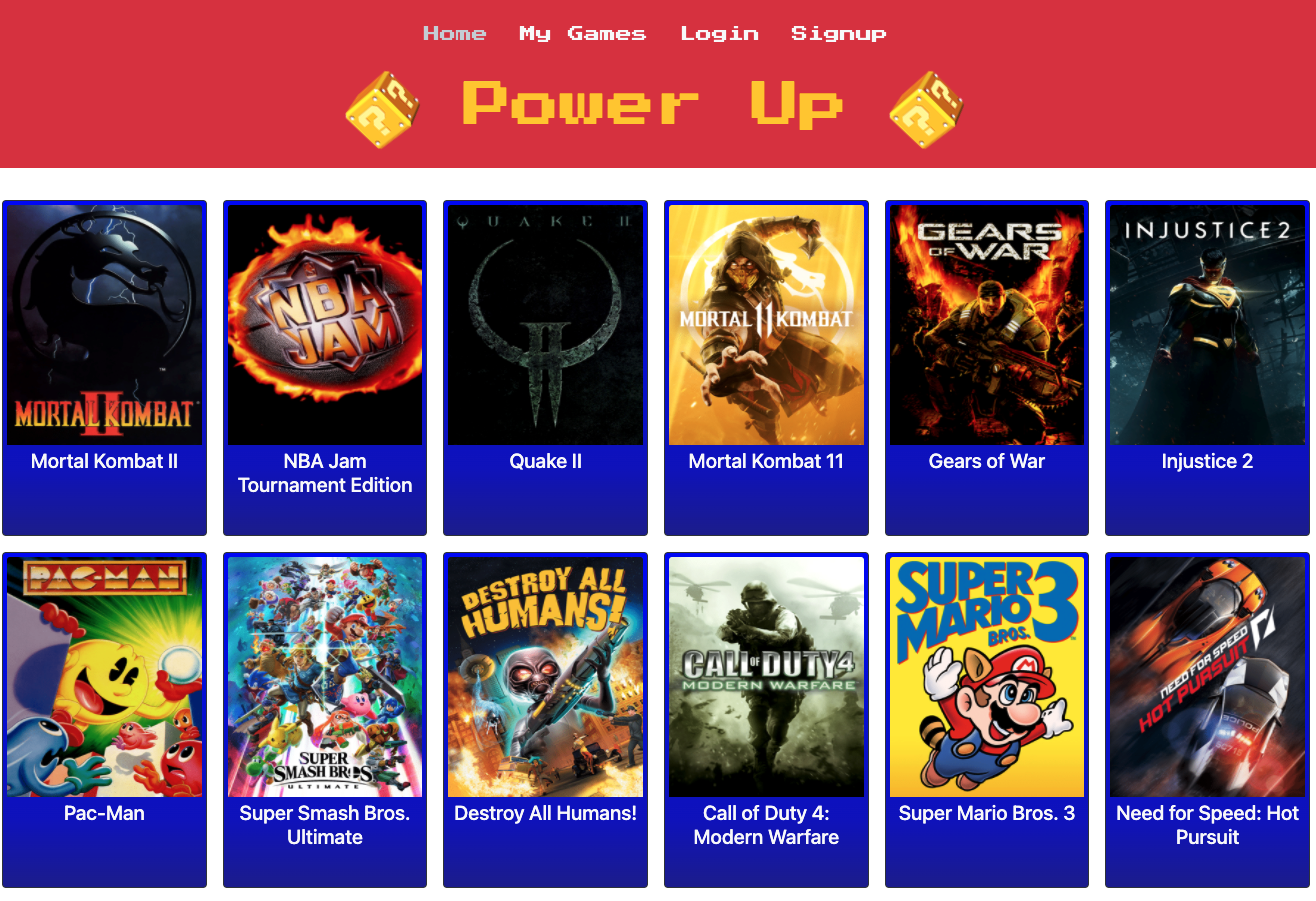 Home My Games Login Signup
Power Up
MORTAL KOMBAT
II
™
NBA
JAM
QUAKE II
II
MORTAL 11 KOMBAT
GEARS
OF WAR
INJUSTICE 2
Mortal Kombat II
NBA Jam
Tournament Edition
Quake II
Mortal Kombat 11
Gears of War
Injustice 2
PAC-MAN
SUPER
SMASH BROS.
ULTIMATE
DESTROY ALL
HUMANS!
CALL OF DUTY 4
MODERN WARFARE
SUPER
MARIO
BROS. 3
NEED FOR SPEED
HOT PURSUIT
POLICE
Pac-Man
Super Smash Bros.
Ultimate
Destroy All Humans!
Call of Duty 4:
Modern Warfare
Super Mario Bros. 3
Need for Speed: Hot
Pursuit